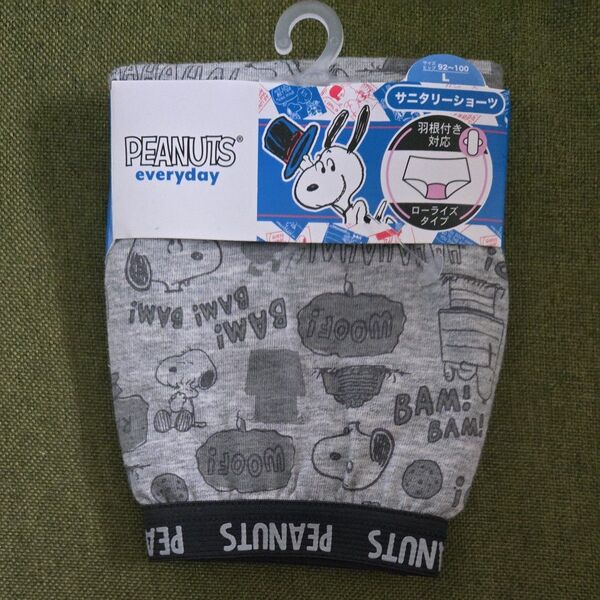 HAHAHA!
サイズ
ヒップ 92~100
L
サニタリーショーツ
PEANUTS®
everyday
羽根付き
対応
ローライズ
タイプ
BAM! BAM!
BAM!
WOOF!
BAM!
BAM!
WOOF!
PEANUTS PEANUTS